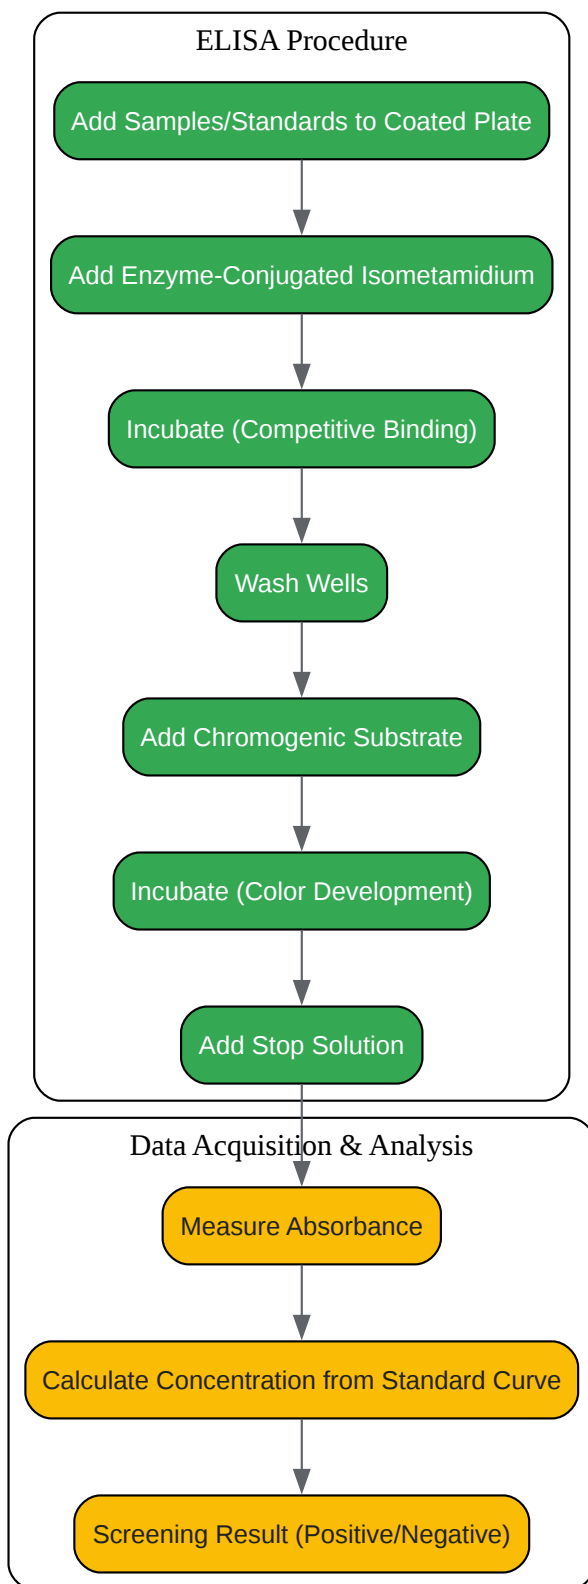 ELISA Procedure
Add Samples/Standards to Coated Plate
Add Enzyme-Conjugated Isometamidium
Incubate (Competitive Binding)
Wash Wells
Add Chromogenic Substrate
Incubate (Color Development)
Add Stop Solution
Data Acquisition & Analysis
Measure Absorbance
Calculate Concentration from Standard Curve
Screening Result (Positive/Negative)